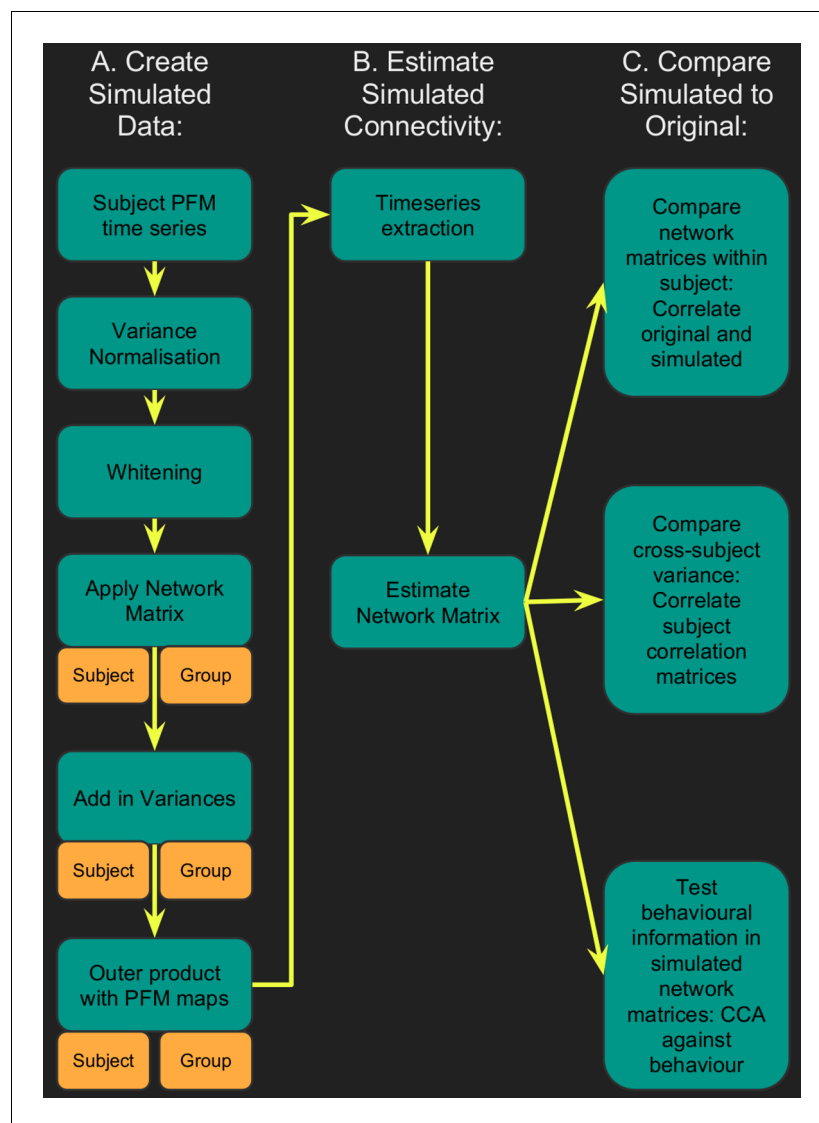 A. Create
Simulated
Data:
Subject PFM
time series
Variance
Normalisation
Whitening
Apply Network
Matrix
Subject
Group
Add in Variances
Subject
Group
Outer product
with PFM maps
Subject
Group
B. Estimate
Simulated
Connectivity:
Timeseries
extraction
Estimate
Network Matrix
C. Compare
Simulated to
Original:
Compare
network
matrices within
subject:
Correlate
original and
simulated
Compare
cross-subject
variance:
Correlate
subject
correlation
matrices
Test
behavioural
information in
simulated
network
matrices: CCA
against
behaviour